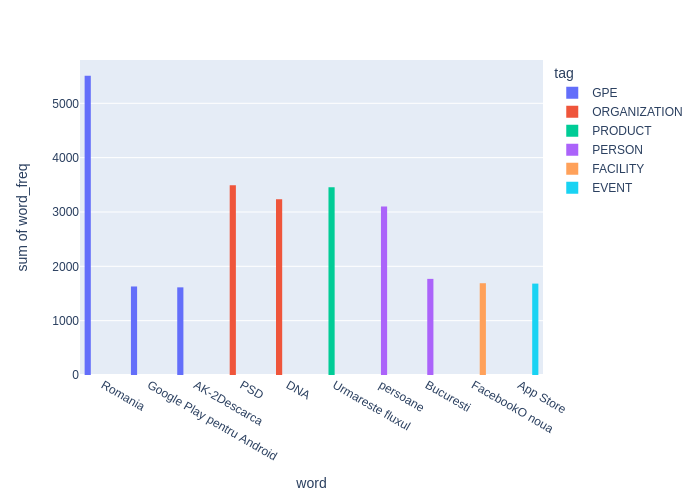 tag
GPE
ORGANIZATION
PRODUCT
PERSON
FACILITY
EVENT
sum of word_freq
5000
4000
3000
2000
1000
0
Romania
Google Play pentru Android
AK-2Descarca
PSD
DNA
Urmareste fluxul
persoane
Bucuresti
FacebookO noua
App Store
word